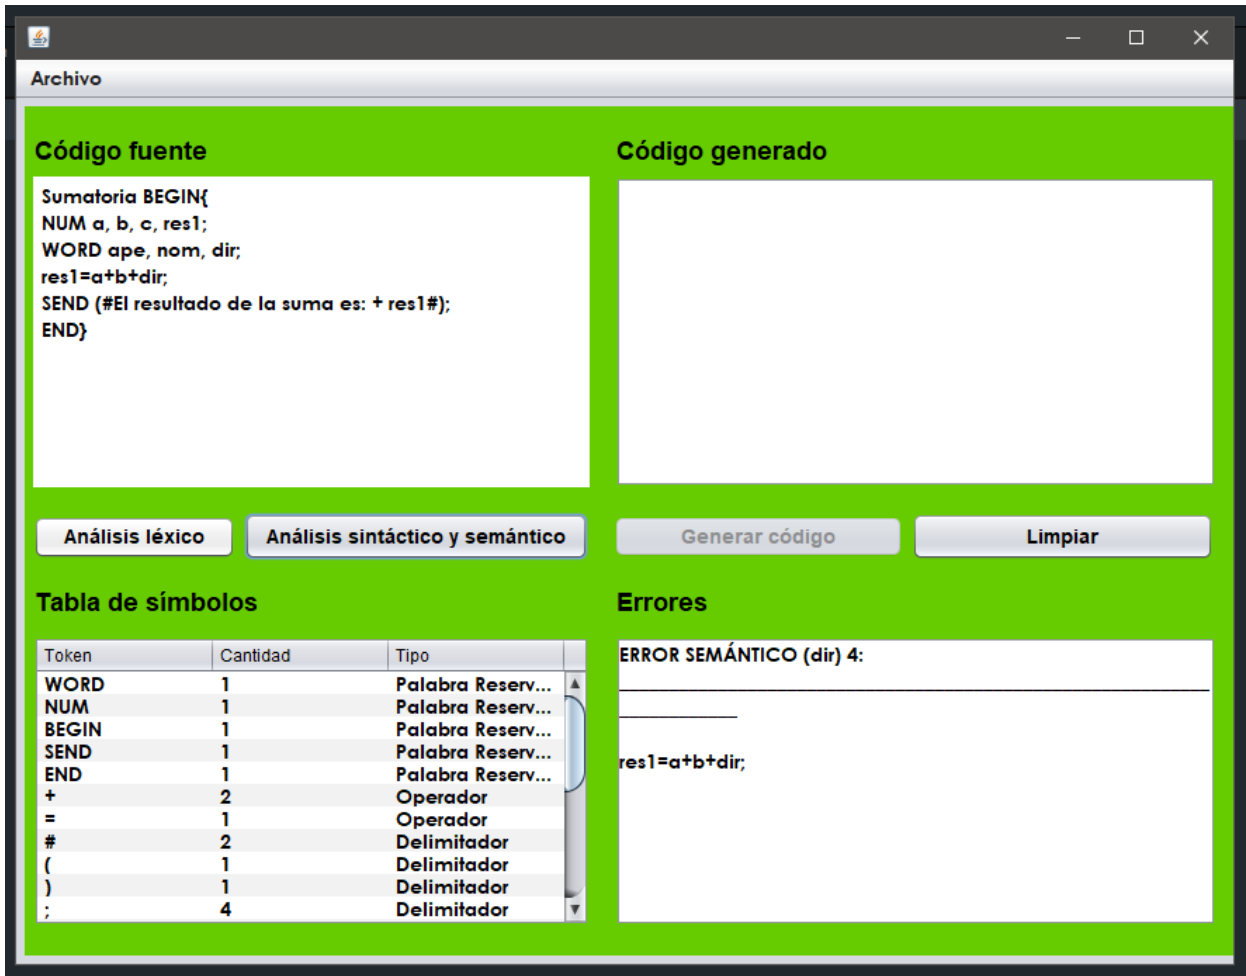 Archivo
Código fuente
Código generado
Sumatoria BEGIN{
NUM a, b, c, res1;
WORD ape, nom, dir;
res1=a+b+dir;
SEND (#El resultado de la suma es: + res1#);
END}
Análisis léxico
Análisis sintáctico y semántico
Generar código
Limpiar
Tabla de símbolos
Token Cantidad Tipo
WORD 1 Palabra Reserv...
NUM 1 Palabra Reserv...
BEGIN 1 Palabra Reserv...
SEND 1 Palabra Reserv...
END 1 Palabra Reserv...
+ 2 Operador
= 1 Operador
# 2 Delimitador
( 1 Delimitador
) 1 Delimitador
; 4 Delimitador
Errores
ERROR SEMÁNTICO (dir) 4:
res1=a+b+dir;